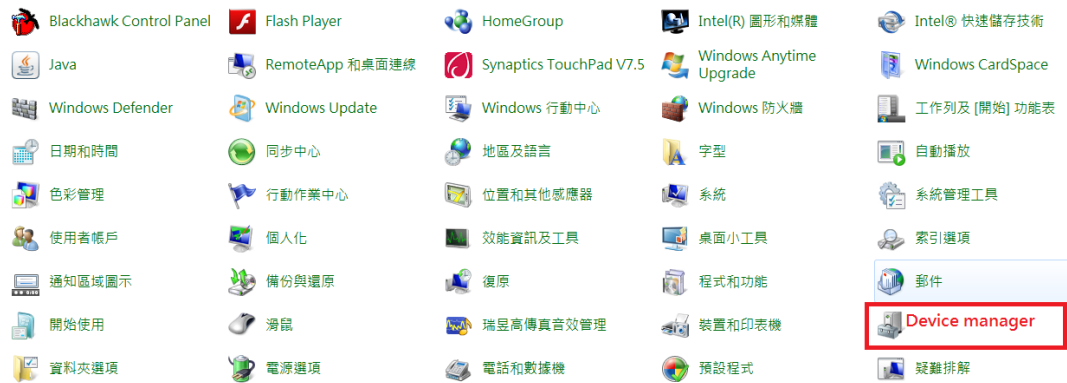 Blackhawk Control Panel
Flash Player
HomeGroup
Intel(R) 圖形和媒體
Intel® 快速儲存技術
Java
RemoteApp 和桌面連線
Synaptics TouchPad V7.5
Windows Anytime
Upgrade
Windows CardSpace
Windows Defender
Windows Update
Windows 行動中心
Windows 防火牆
工作列及 [開始] 功能表
日期和時間
同步中心
地區及語言
字型
自動播放
色彩管理
行動作業中心
位置和其他感應器
系統
系統管理工具
使用者帳戶
個人化
效能資訊及工具
桌面小工具
索引選項
通知區域圖示
備份與還原
復原
程式和功能
郵件
開始使用
滑鼠
瑞昱高傳真音效管理
裝置和印表機
Device manager
資料夾選項
電源選項
電話和數據機
預設程式
疑難排解